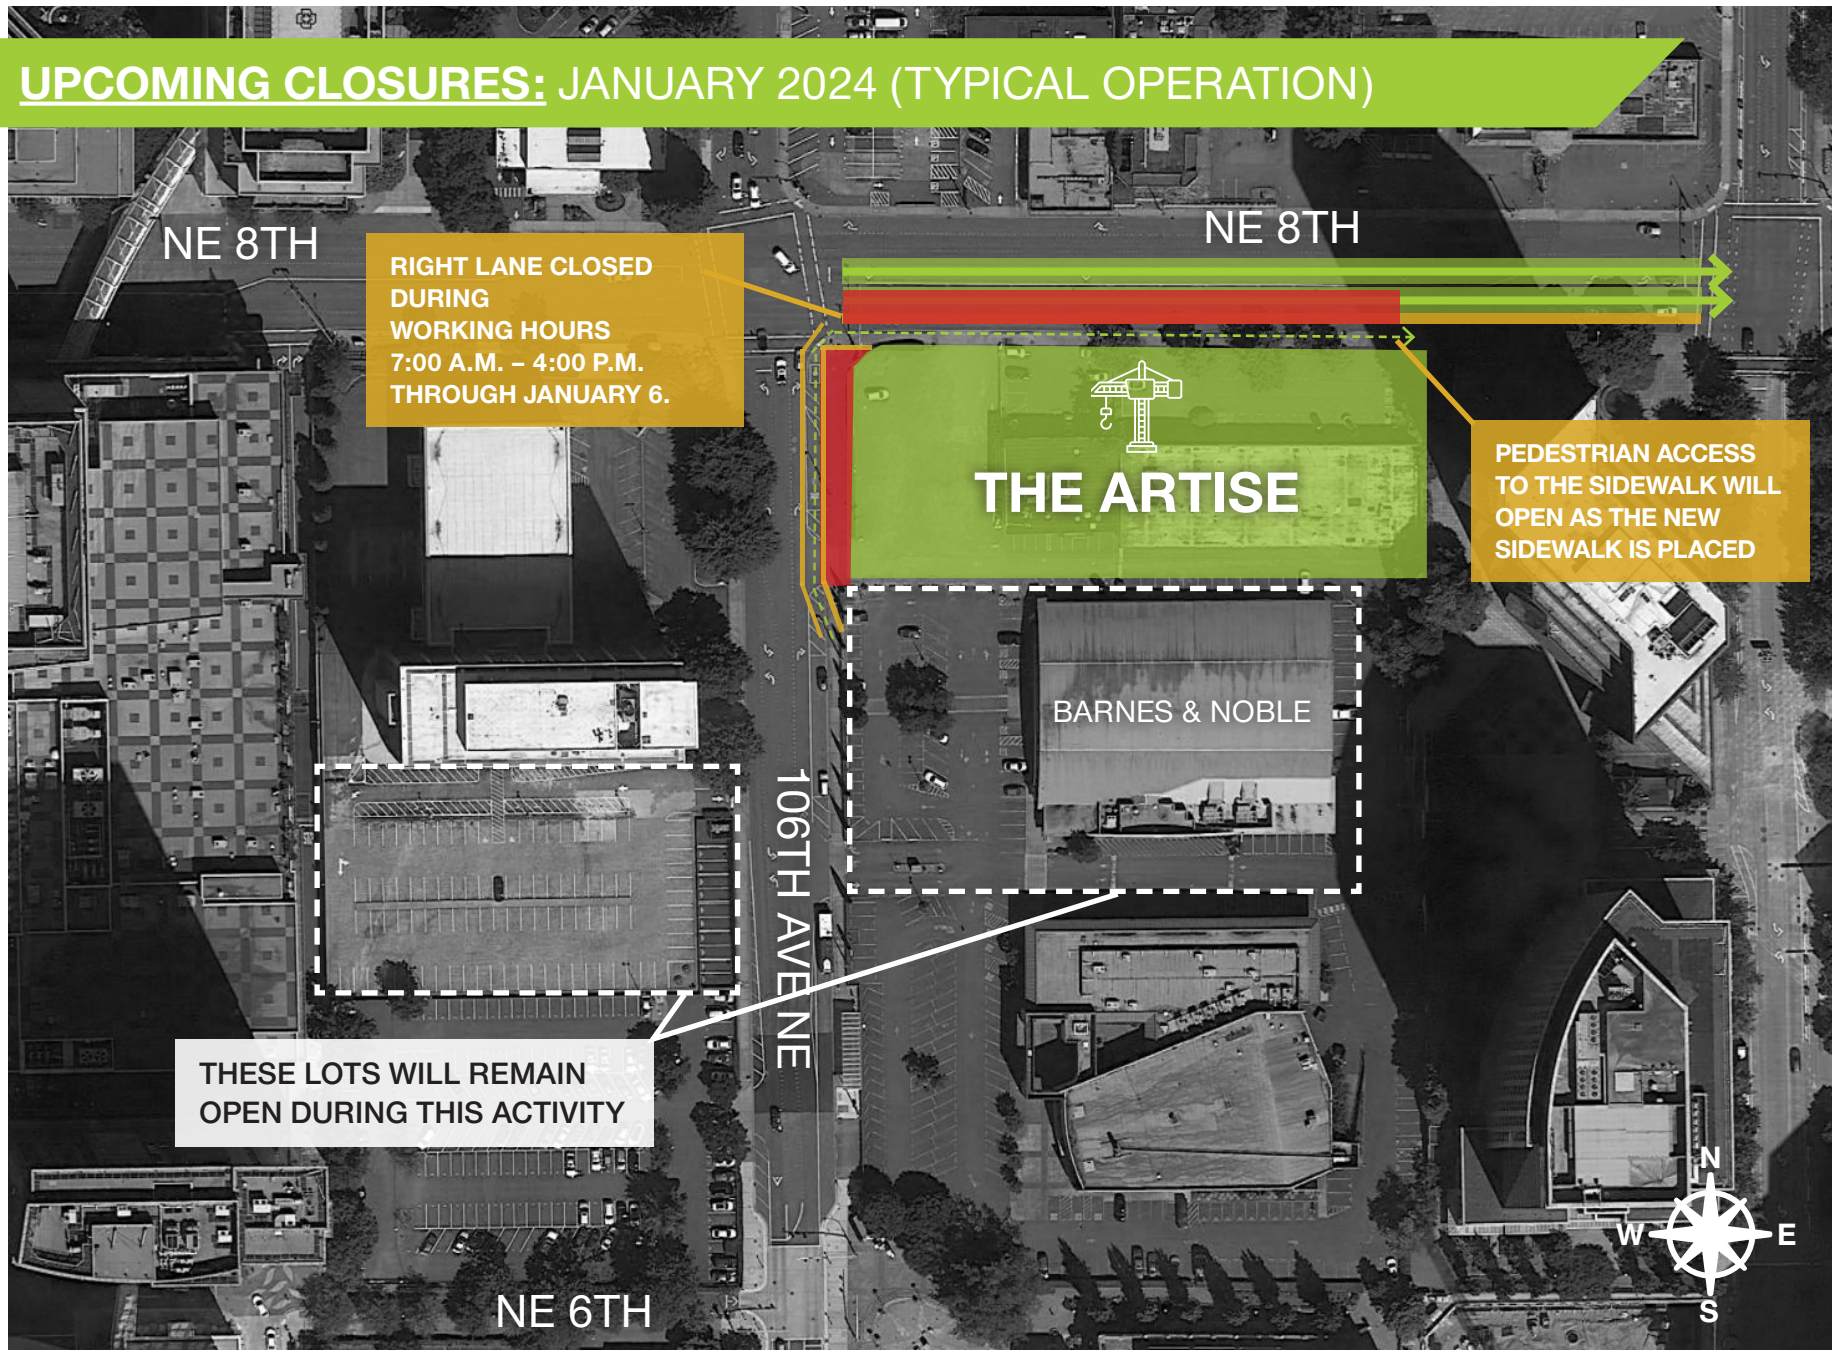 UPCOMING CLOSURES: JANUARY 2024 (TYPICAL OPERATION)
NE 8TH
NE 8TH
RIGHT LANE CLOSED
DURING
WORKING HOURS
7:00 A.M. – 4:00 P.M.
THROUGH JANUARY 6.
THE ARTISE
PEDESTRIAN ACCESS
TO THE SIDEWALK WILL
OPEN AS THE NEW
SIDEWALK IS PLACED
BARNES & NOBLE
106TH AVE NE
THESE LOTS WILL REMAIN
OPEN DURING THIS ACTIVITY
NE 6TH
N
W E
S